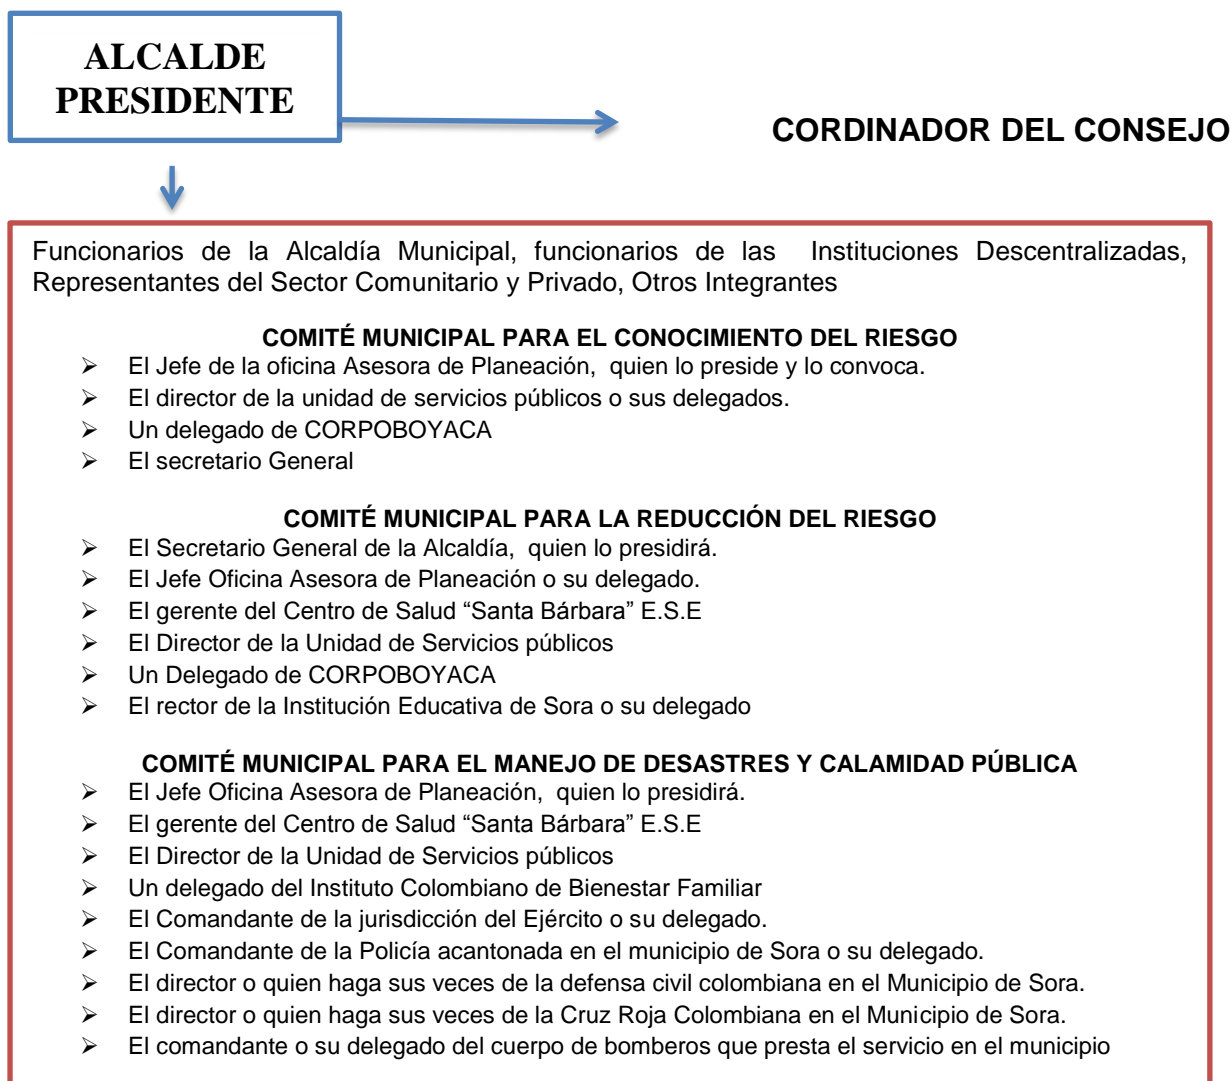 ALCALDE
PRESIDENTE
CORDINADOR DEL CONSEJO
Funcionarios de la Alcaldía Municipal, funcionarios de las Instituciones Descentralizadas,
Representantes del Sector Comunitario y Privado, Otros Integrantes
COMITÉ MUNICIPAL PARA EL CONOCIMIENTO DEL RIESGO
➢ El Jefe de la oficina Asesora de Planeación, quien lo preside y lo convoca.
➢ El director de la unidad de servicios públicos o sus delegados.
➢ Un delegado de CORPOBOYACA
➢ El secretario General
COMITÉ MUNICIPAL PARA LA REDUCCIÓN DEL RIESGO
➢ El Secretario General de la Alcaldía, quien lo presidirá.
➢ El Jefe Oficina Asesora de Planeación o su delegado.
➢ El gerente del Centro de Salud “Santa Bárbara” E.S.E
➢ El Director de la Unidad de Servicios públicos
➢ Un Delegado de CORPOBOYACA
➢ El rector de la Institución Educativa de Sora o su delegado
COMITÉ MUNICIPAL PARA EL MANEJO DE DESASTRES Y CALAMIDAD PÚBLICA
➢ El Jefe Oficina Asesora de Planeación, quien lo presidirá.
➢ El gerente del Centro de Salud “Santa Bárbara” E.S.E
➢ El Director de la Unidad de Servicios públicos
➢ Un delegado del Instituto Colombiano de Bienestar Familiar
➢ El Comandante de la jurisdicción del Ejército o su delegado.
➢ El Comandante de la Policía acantonada en el municipio de Sora o su delegado.
➢ El director o quien haga sus veces de la defensa civil colombiana en el Municipio de Sora.
➢ El director o quien haga sus veces de la Cruz Roja Colombiana en el Municipio de Sora.
➢ El comandante o su delegado del cuerpo de bomberos que presta el servicio en el municipio